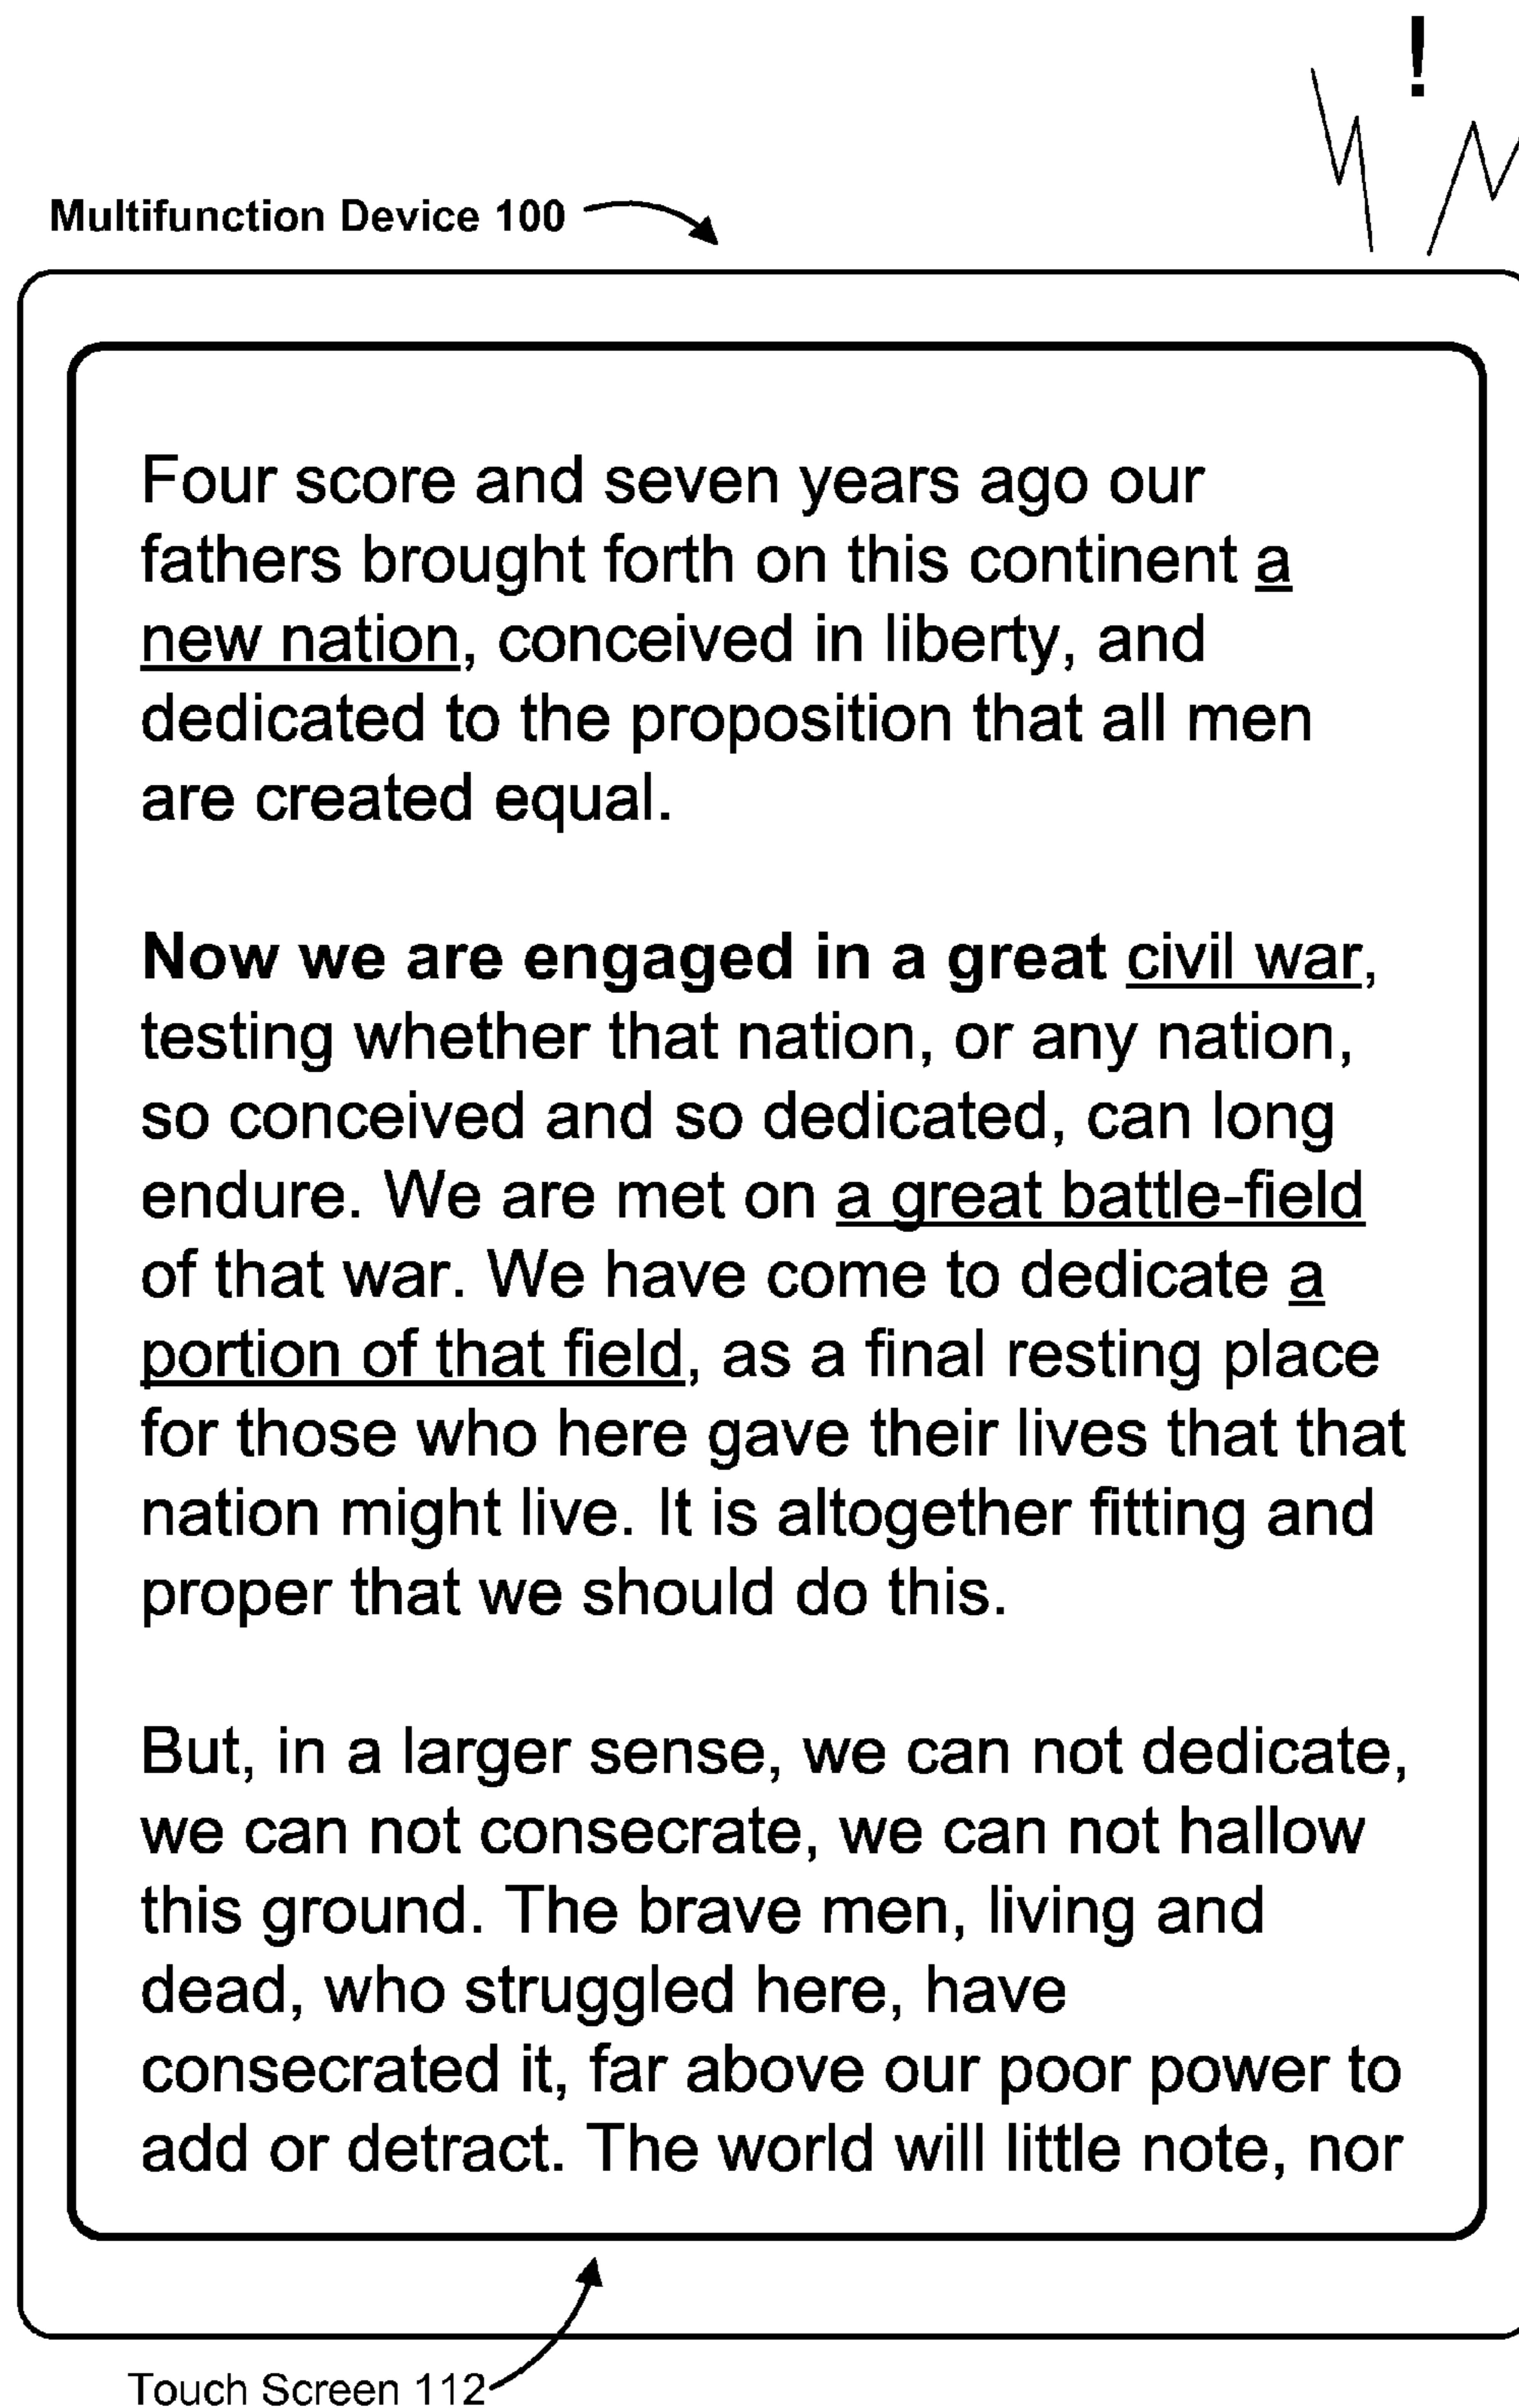 !
Multifunction Device 100
Four score and seven years ago our
fathers brought forth on this continent a
new nation, conceived in liberty, and
dedicated to the proposition that all men
are created equal.
Now we are engaged in a great civil war,
testing whether that nation, or any nation,
so conceived and so dedicated, can long
endure. We are met on a great battle-field
of that war. We have come to dedicate a
portion of that field, as a final resting place
for those who here gave their lives that that
nation might live. It is altogether fitting and
proper that we should do this.
But, in a larger sense, we can not dedicate,
we can not consecrate, we can not hallow
this ground. The brave men, living and
dead, who struggled here, have
consecrated it, far above our poor power to
add or detract. The world will little note, nor
Touch Screen 112